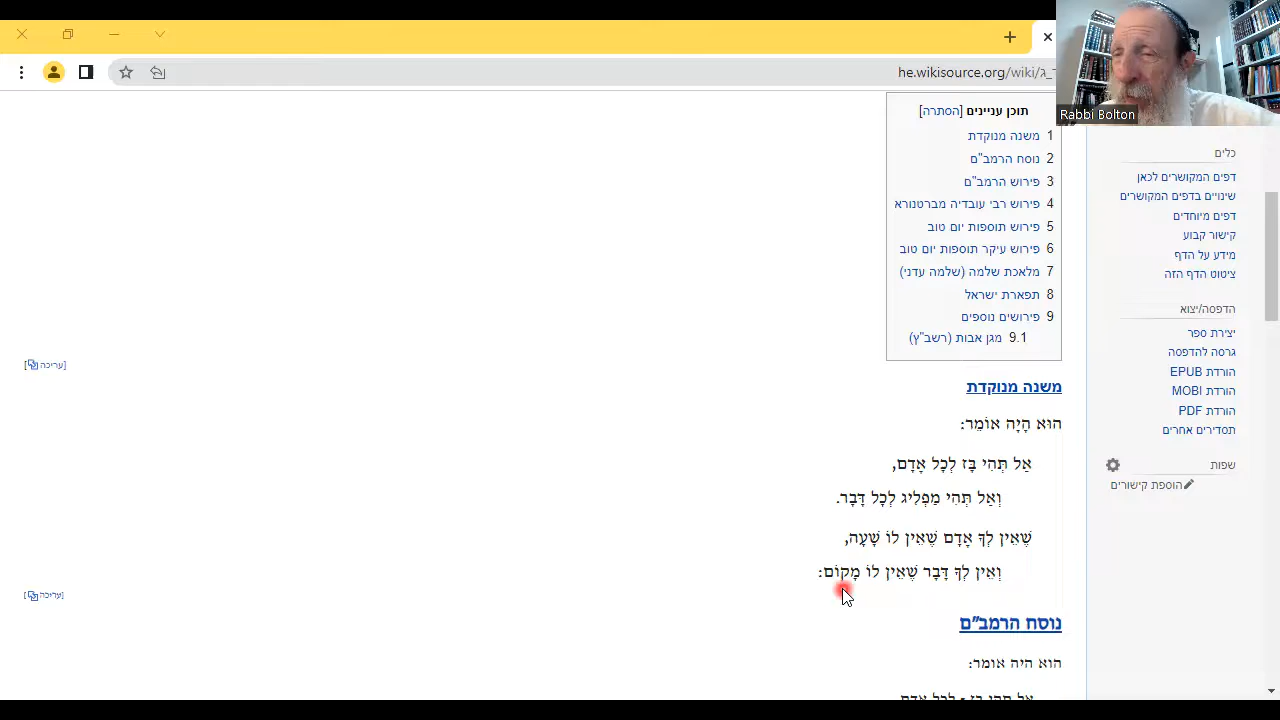 he.wikisource.org/wiki/
Rabbi Bolton
תוכן עניינים [הסתרה]
1 משנה מנוקדת
2 נוסח הרמב"ם
3 פירוש הרמב"ם
4 פירוש רבי עובדיה מברטנורא
5 פירוש תוספות יום טוב
6 פירוש עיקר תוספות יום טוב
7 מלאכת שלמה (שלמה עדני)
8 תפארת ישראל
9 פירושים נוספים
9.1 מגן אבות (רשב"ץ)
משנה מנוקדת
[עריכה]
הוּא הָיָה אוֹמֵר:
אַל תְּהִי בָּז לְכָל אָדָם,
וְאַל תְּהִי מַפְלִיג לְכָל דָּבָר.
שֶׁאֵין לְךָ אָדָם שֶׁאֵין לוֹ שָׁעָה,
וְאֵין לְךָ דָּבָר שֶׁאֵין לוֹ מָקוֹם:
נוסח הרמב"ם
[עריכה]
הוא היה אומר:
אל תהי בז - לכל אדם
כלים
דפים המקושרים לכאן
שינויים בדפים המקושרים
דפים מיוחדים
קישור קבוע
מידע על הדף
ציטוט הדף הזה
הדפסה/יצוא
יצירת ספר
גרסה להדפסה
הורדת EPUB
הורדת MOBI
הורדת PDF
תסדירים אחרים
שפות
הוספת קישורים